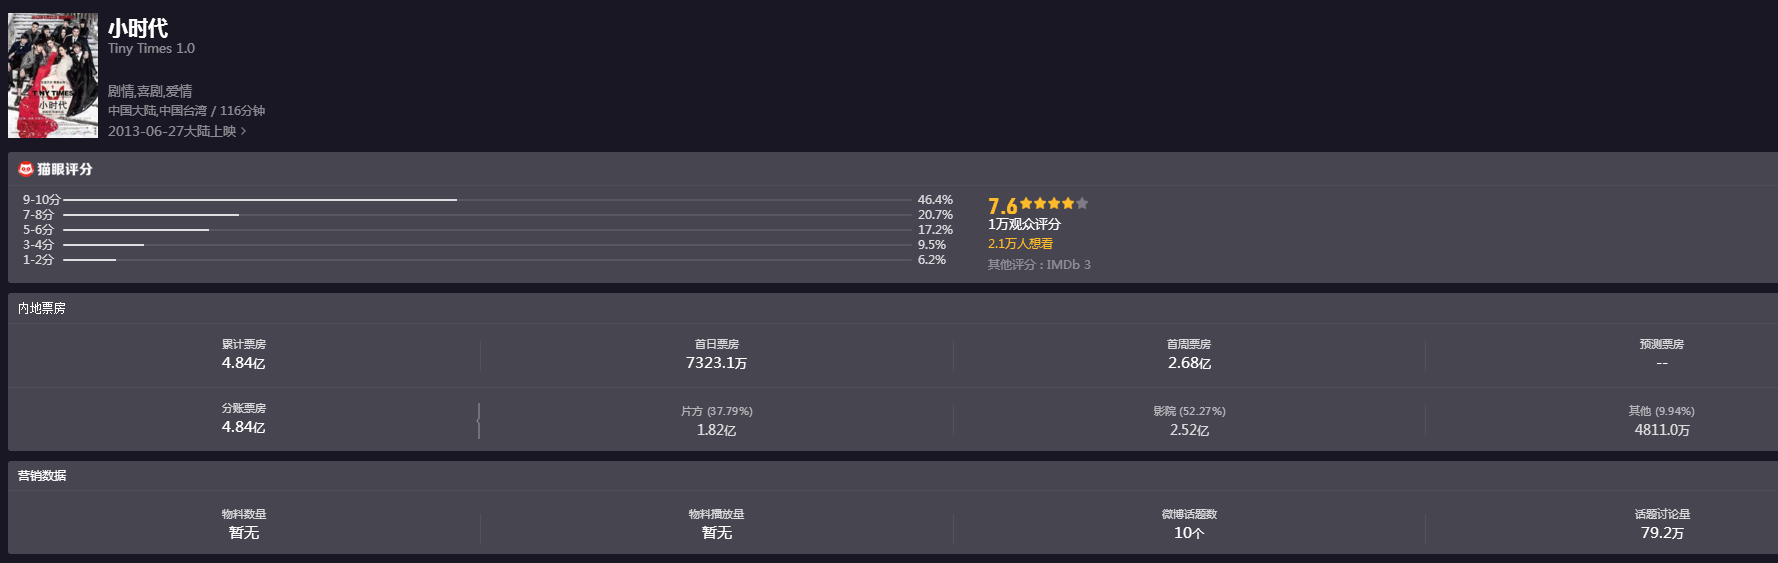 小时代
Tiny Times 1.0
剧情,喜剧,爱情
中国大陆,中国台湾 / 116分钟
2013-06-27大陆上映 >
TINY TIMES
小时代
猫眼评分
9-10分 46.4%
7-8分 20.7%
5-6分 17.2%
3-4分 9.5%
1-2分 6.2%
7.6
1万观众评分
2.1万人想看
其他评分：IMDb 3
内地票房
累计票房 首日票房 首周票房 预测票房
4.84亿 7323.1万 2.68亿 --
分账票房 片方 (37.79%) 影院 (52.27%) 其他 (9.94%)
4.84亿 1.82亿 2.52亿 4811.0万
营销数据
物料数量 物料播放量 微博话题数 话题讨论量
暂无 暂无 10个 79.2万